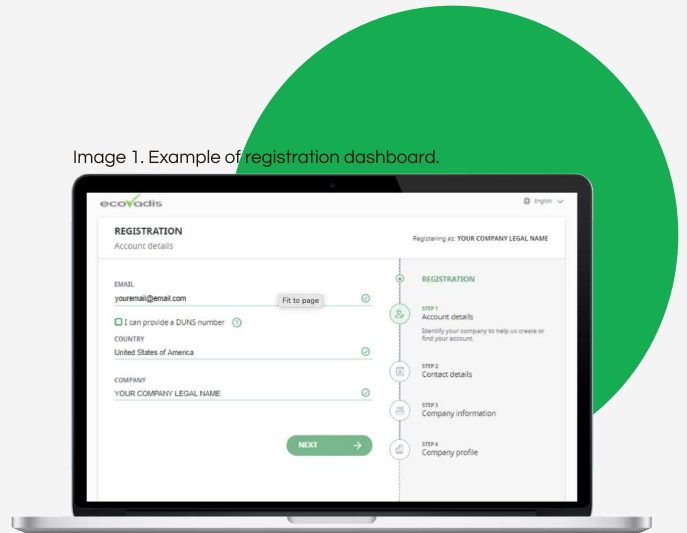 Image 1. Example of registration dashboard.
ecovadis
English
REGISTRATION
Account details
Registering as: YOUR COMPANY LEGAL NAME
EMAIL
youremail@email.com
Fit to page
I can provide a DUNS number ?
COUNTRY
United States of America
COMPANY
YOUR COMPANY LEGAL NAME
NEXT
REGISTRATION
STEP 1
Account details
Identify your company to help us create or
find your account.
STEP 2
Contact details
STEP 3
Company information
STEP 4
Company profile